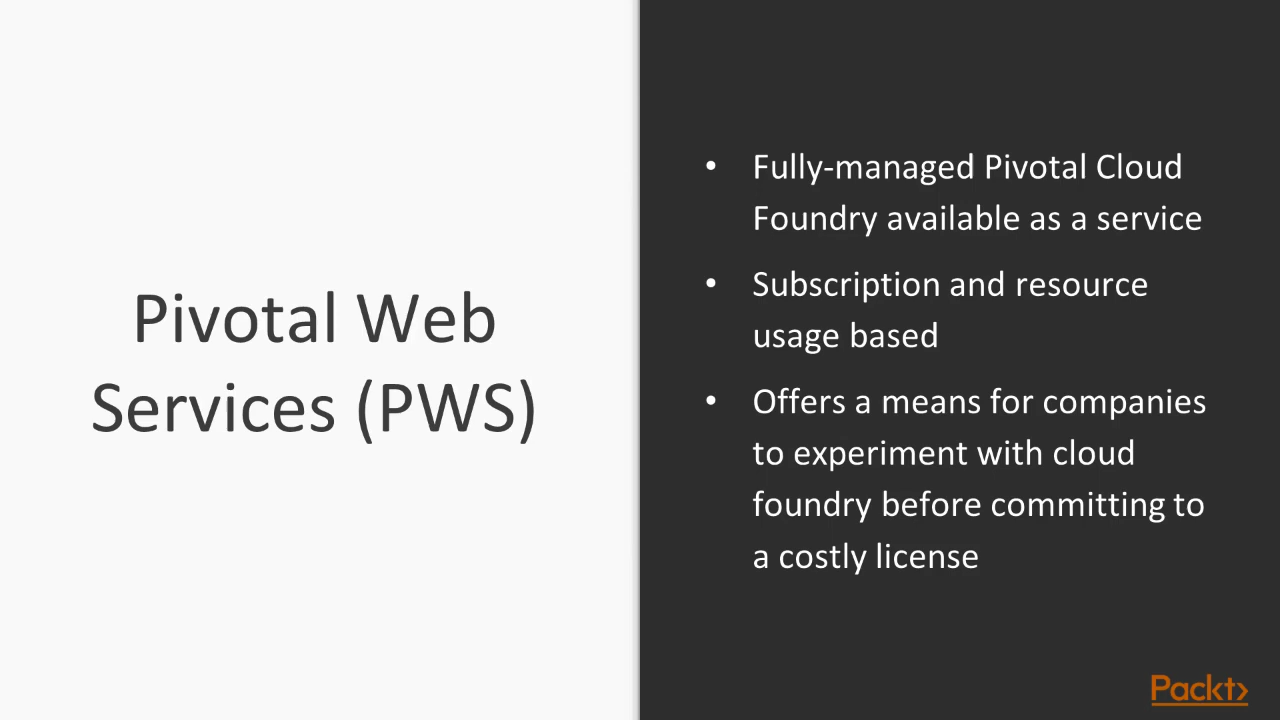 Pivotal Web
Services (PWS)
• Fully-managed Pivotal Cloud
Foundry available as a service
• Subscription and resource
usage based
• Offers a means for companies
to experiment with cloud
foundry before committing to
a costly license
Packt>